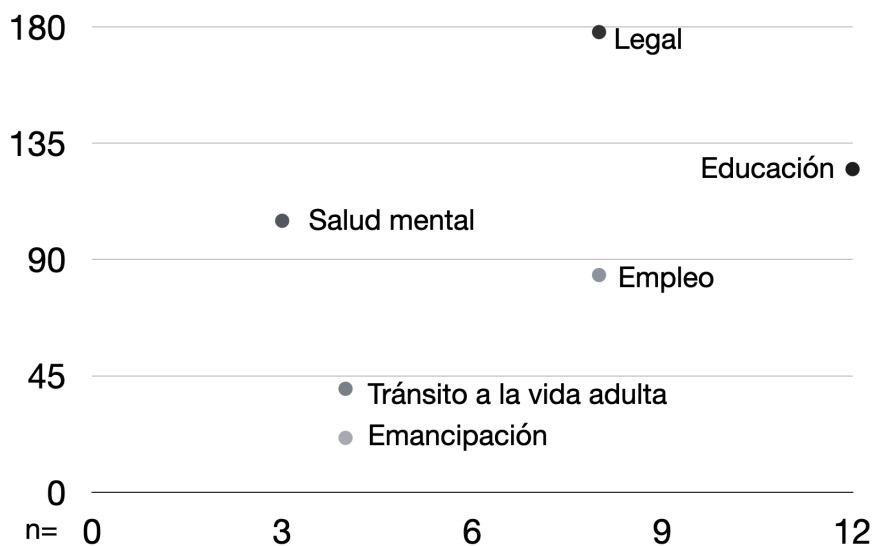 180
Legal
135
Educación
Salud mental
90
Empleo
45
Tránsito a la vida adulta
Emancipación
0
n= 0 3 6 9 12